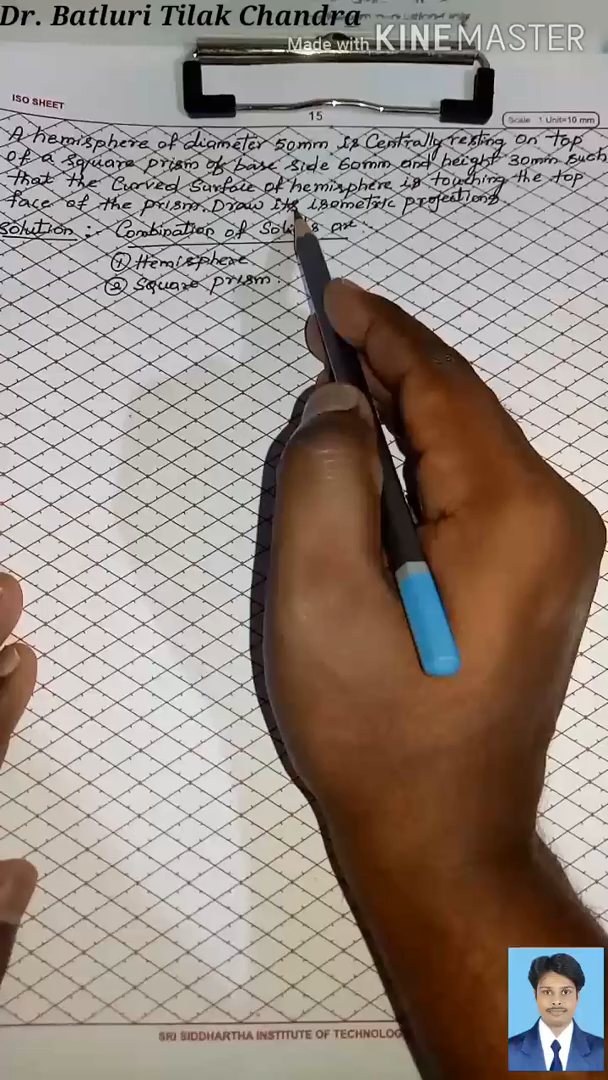 Dr. Batluri Tilak Chandra
Made with KINEMASTER
ISO SHEET
15
Scale : 1 Unit=10 mm
A hemisphere of diameter 50mm is Centrally resting on top
of a Square prism of base side 60mm and height 30mm such
that the Curved Surface of hemisphere is touching the top
face of the prism. Draw its isometric projections
Solution :- Combination of Solids are
① Hemisphere
② Square prism.
SRI SIDDHARTHA INSTITUTE OF TECHNOLOG